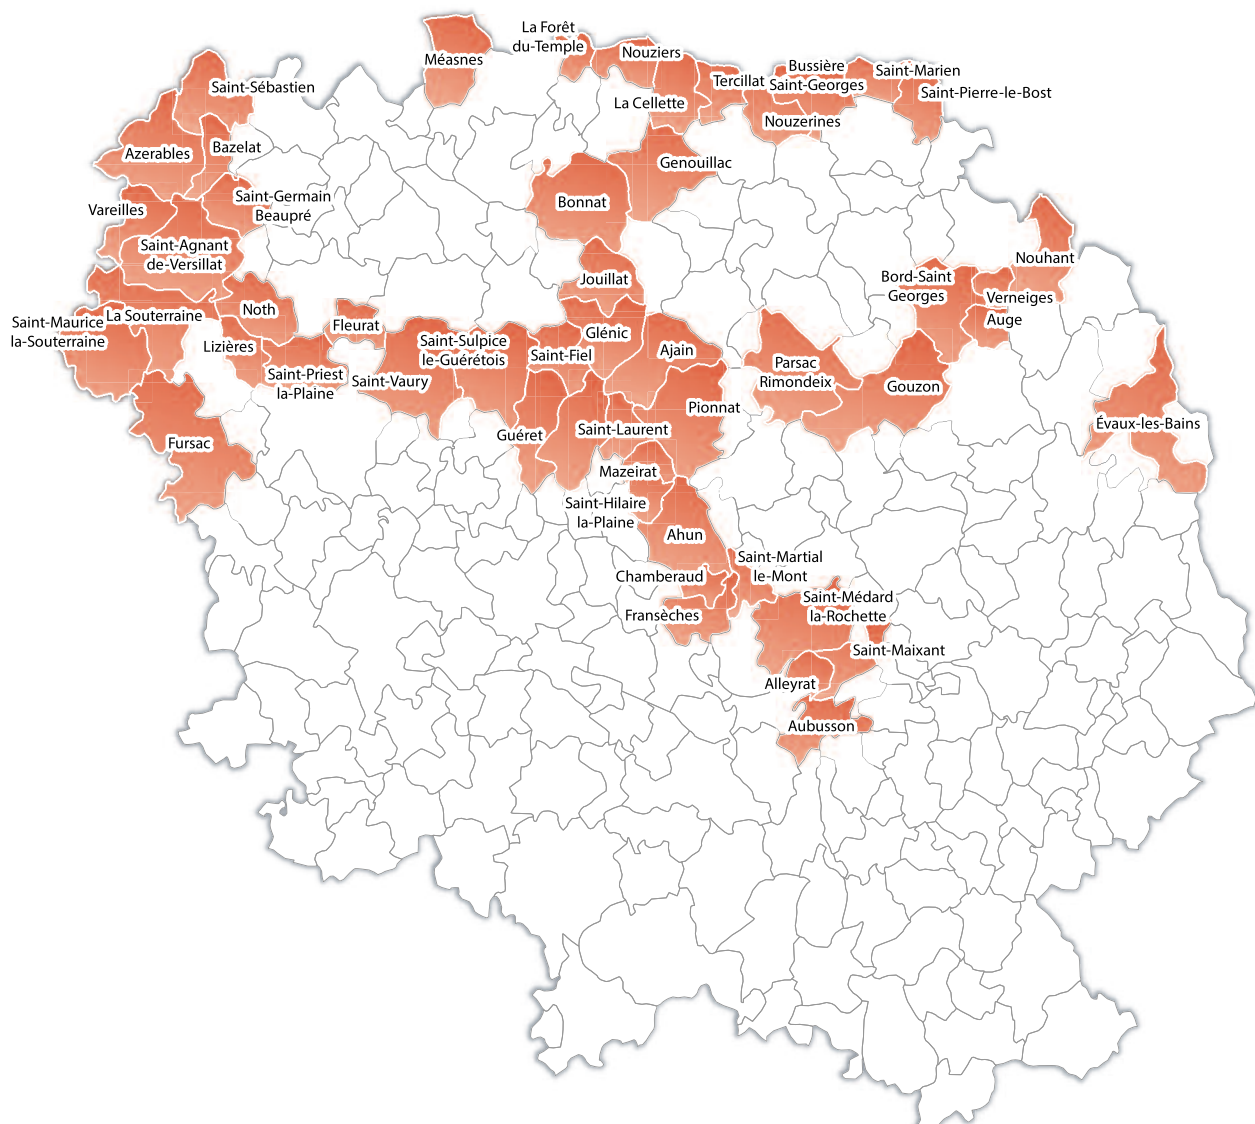 La Forêt
du-Temple
Nouziers
Méasnes
Bussière
Saint-Georges
Saint-Marien
Saint-Pierre-le-Bost
Tercillat
Saint-Sébastien
La Cellette
Nouzerines
Azerables
Bazelat
Genouillac
Bonnat
Saint-Germain
Beaupré
Vareilles
Saint-Agnant
de-Versillat
Nouhant
Jouillat
Bord-Saint
Georges
Verneiges
Auge
Noth
La Souterraine
Saint-Maurice
la-Souterraine
Fleurat
Lizières
Glénic
Saint-Sulpice
le-Guérétois
Saint-Fiel
Ajain
Parsac
Rimondeix
Saint-Priest
la-Plaine
Saint-Vaury
Gouzon
Pionnat
Évaux-les-Bains
Guéret
Saint-Laurent
Fursac
Mazeirat
Saint-Hilaire
la-Plaine
Ahun
Saint-Martial
le-Mont
Chamberaud
Saint-Médard
la-Rochette
Fransèches
Saint-Maixant
Alleyrat
Aubusson